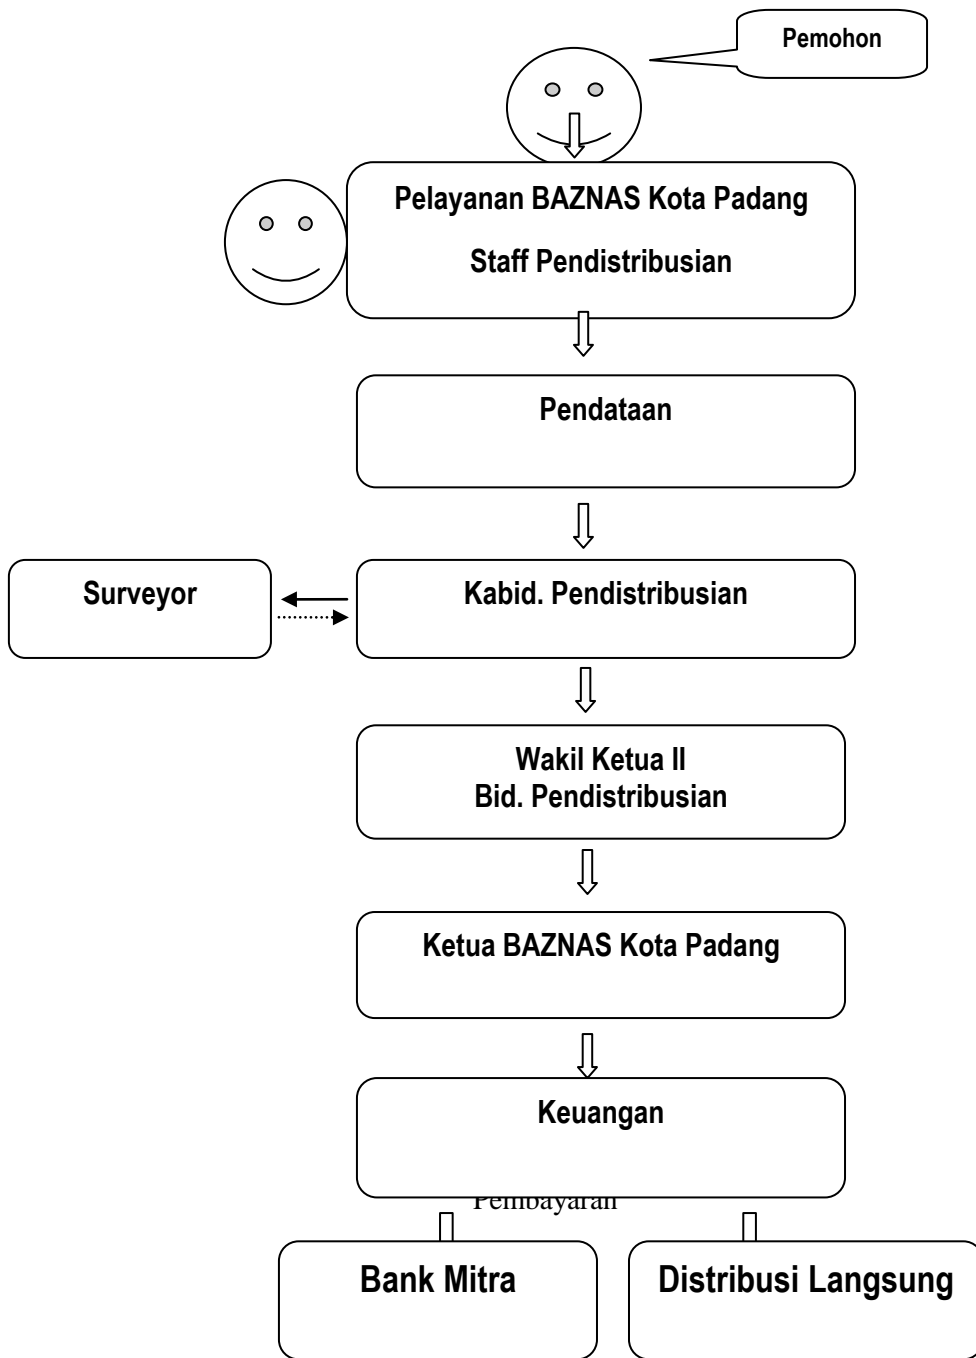 Pemohon
Pelayanan BAZNAS Kota Padang
Staff Pendistribusian
Pendataan
Surveyor
Kabid. Pendistribusian
Wakil Ketua II
Bid. Pendistribusian
Ketua BAZNAS Kota Padang
Keuangan
Pembayaran
Bank Mitra
Distribusi Langsung